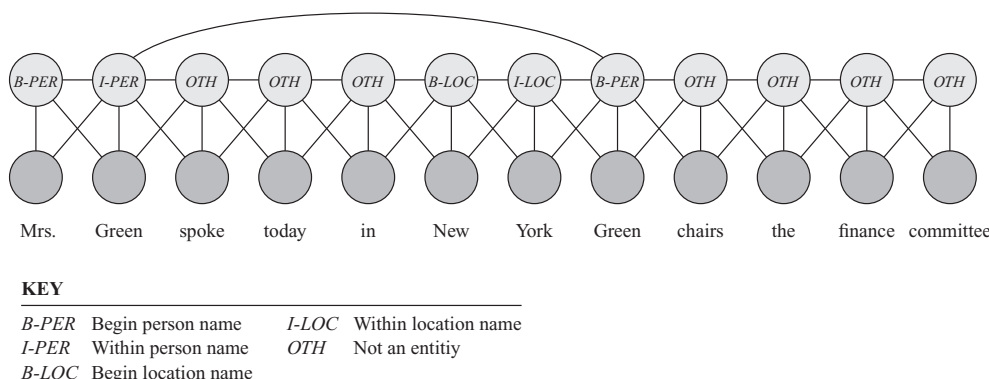 B-PER I-PER OTH OTH OTH B-LOC I-LOC B-PER OTH OTH OTH OTH
Mrs. Green spoke today in New York Green chairs the finance committee
KEY
B-PER Begin person name I-LOC Within location name
I-PER Within person name OTH Not an entitiy
B-LOC Begin location name